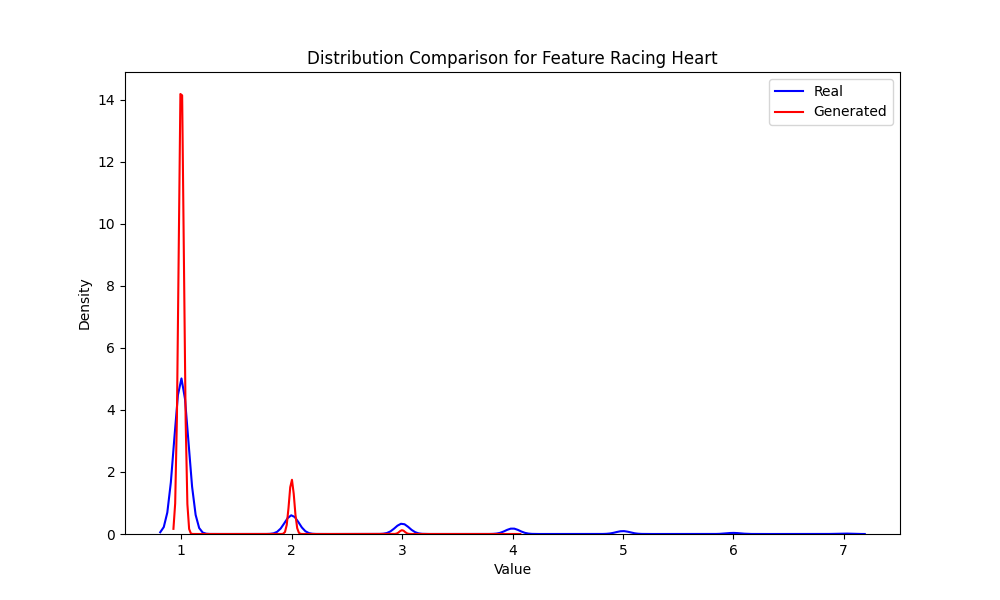 Distribution Comparison for Feature Racing Heart
Real
Generated
14
12
10
8
6
4
2
0
Density
1 2 3 4 5 6 7
Value